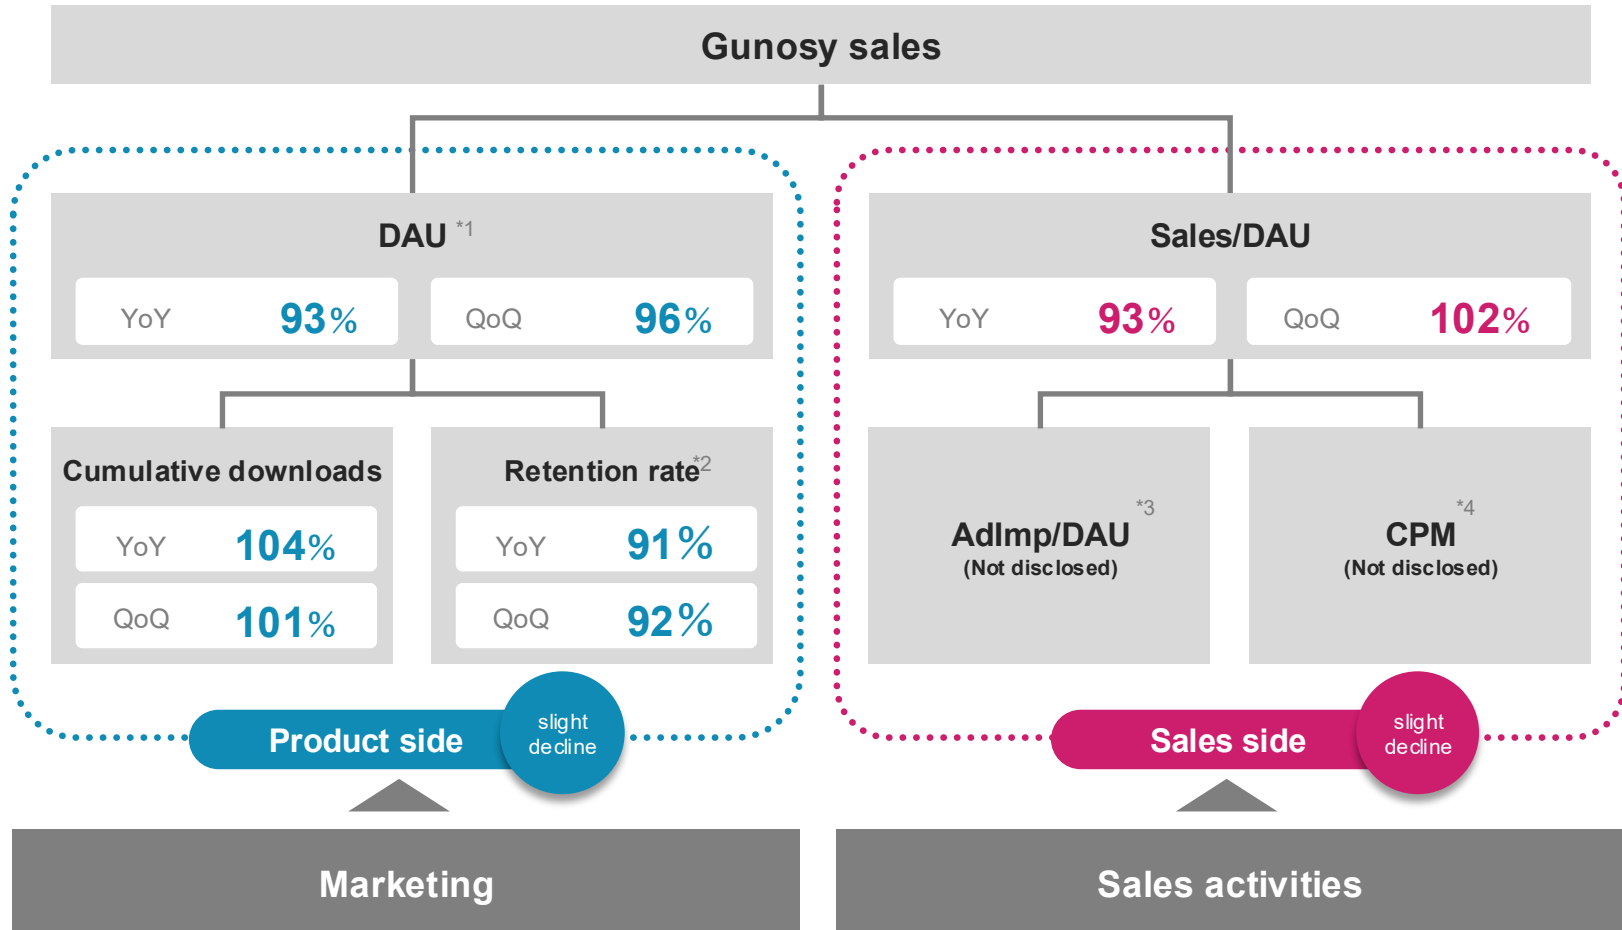 Gunosy sales
DAU *1
YoY 93%
QoQ 96%
Sales/DAU
YoY 93%
QoQ 102%
Cumulative downloads
YoY 104%
QoQ 101%
Retention rate*2
YoY 91%
QoQ 92%
AdImp/DAU *3
(Not disclosed)
CPM *4
(Not disclosed)
Product side
slight
decline
Sales side
slight
decline
Marketing
Sales activities